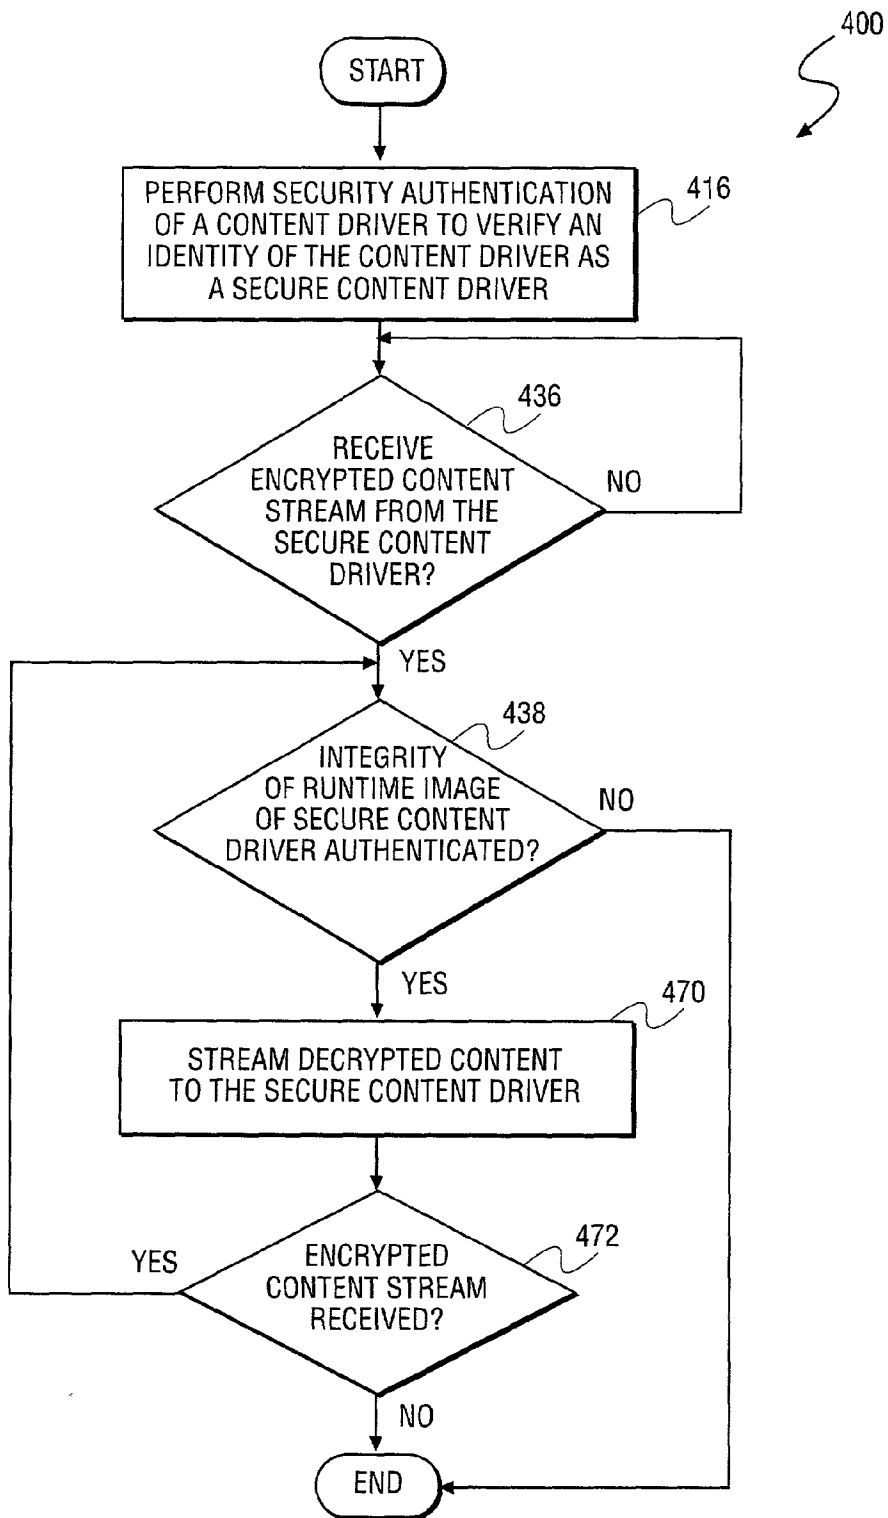 400
START
PERFORM SECURITY AUTHENTICATION
OF A CONTENT DRIVER TO VERIFY AN
IDENTITY OF THE CONTENT DRIVER AS
A SECURE CONTENT DRIVER
416
436
RECEIVE
ENCRYPTED CONTENT
STREAM FROM THE
SECURE CONTENT
DRIVER?
NO
YES
438
INTEGRITY
OF RUNTIME IMAGE
OF SECURE CONTENT
DRIVER AUTHENTICATED?
NO
YES
470
STREAM DECRYPTED CONTENT
TO THE SECURE CONTENT DRIVER
472
YES
ENCRYPTED
CONTENT STREAM
RECEIVED?
NO
END